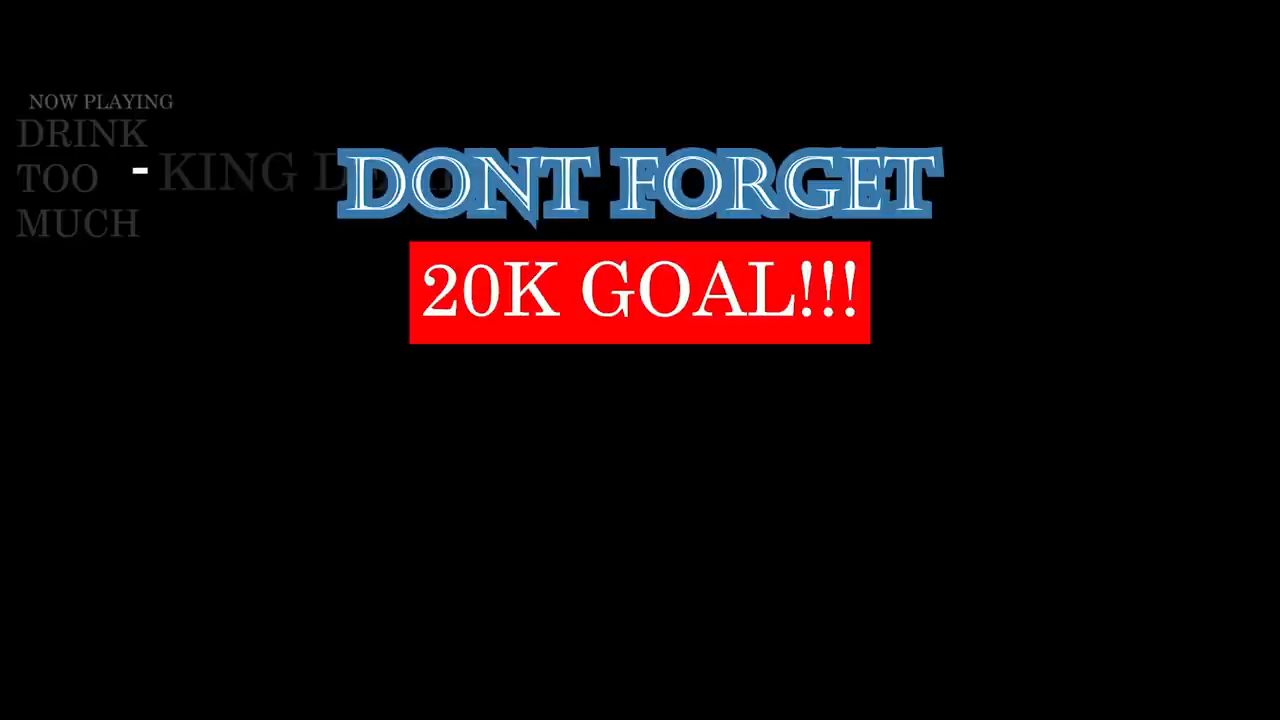 NOW PLAYING
DRINK
TOO
MUCH
- KING
DONT FORGET
20K GOAL!!!